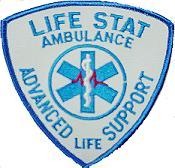 LIFE STAT
AMBULANCE
ADVANCED LIFE SUPPORT